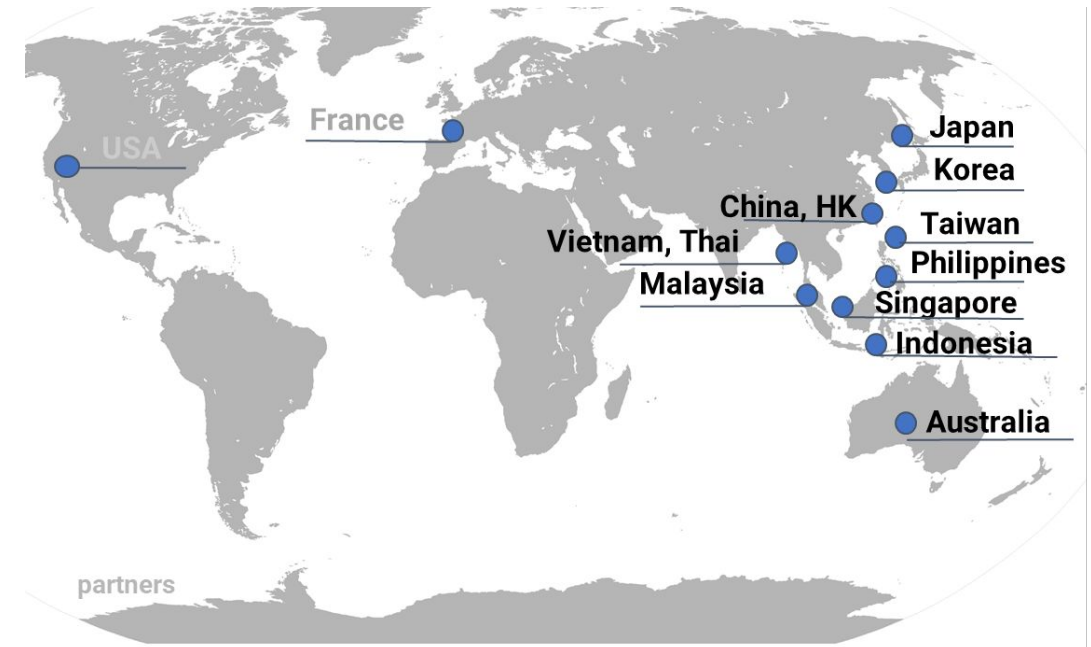 France
USA
Japan
Korea
China, HK
Taiwan
Vietnam, Thai
Philippines
Malaysia
Singapore
Indonesia
Australia
partners